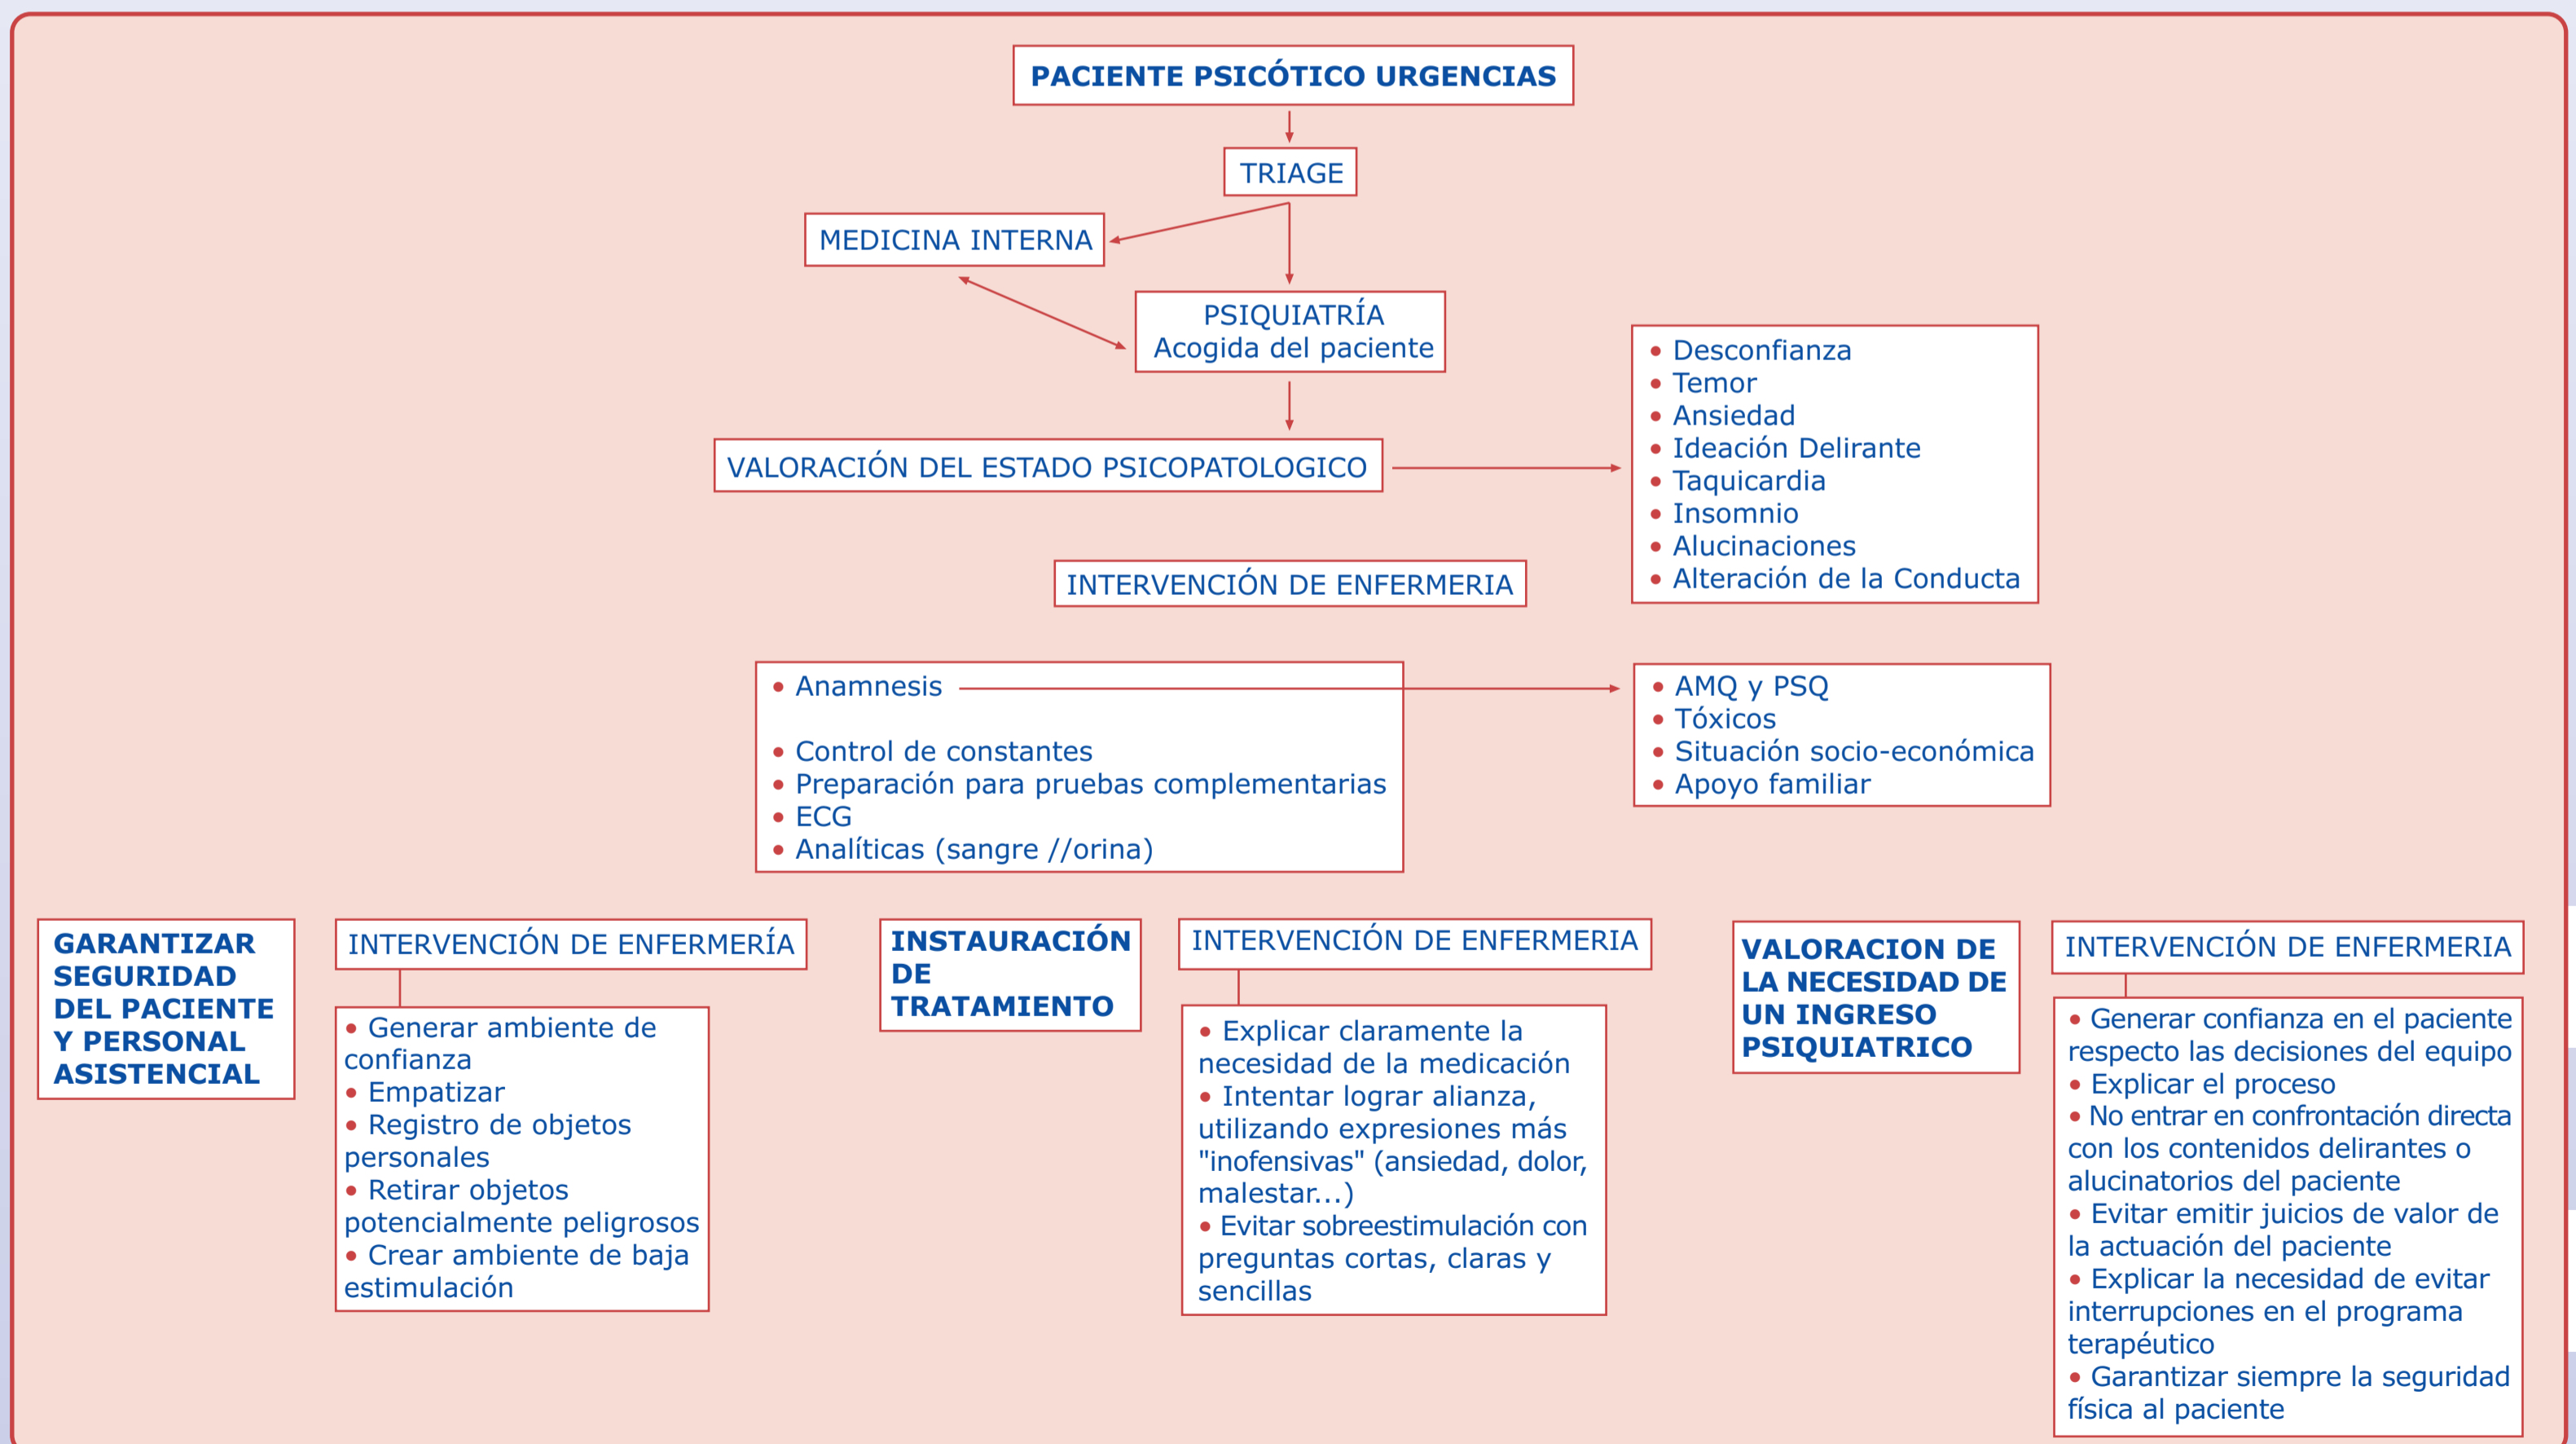 PACIENTE PSICÓTICO URGENCIAS
TRIAGE
MEDICINA INTERNA
PSIQUIATRÍA
Acogida del paciente
VALORACIÓN DEL ESTADO PSICOPATOLOGICO
• Desconfianza
• Temor
• Ansiedad
• Ideación Delirante
• Taquicardia
• Insomnio
• Alucinaciones
• Alteración de la Conducta
INTERVENCIÓN DE ENFERMERIA
• Anamnesis
• Control de constantes
• Preparación para pruebas complementarias
• ECG
• Analíticas (sangre //orina)
• AMQ y PSQ
• Tóxicos
• Situación socio-económica
• Apoyo familiar
GARANTIZAR
SEGURIDAD
DEL PACIENTE
Y PERSONAL
ASISTENCIAL
INTERVENCIÓN DE ENFERMERÍA
• Generar ambiente de
confianza
• Empatizar
• Registro de objetos
personales
• Retirar objetos
potencialmente peligrosos
• Crear ambiente de baja
estimulación
INSTAURACIÓN
DE
TRATAMIENTO
INTERVENCIÓN DE ENFERMERIA
• Explicar claramente la
necesidad de la medicación
• Intentar lograr alianza,
utilizando expresiones más
"inofensivas" (ansiedad, dolor,
malestar...)
• Evitar sobreestimulación con
preguntas cortas, claras y
sencillas
VALORACION DE
LA NECESIDAD DE
UN INGRESO
PSIQUIATRICO
INTERVENCIÓN DE ENFERMERIA
• Generar confianza en el paciente
respecto las decisiones del equipo
• Explicar el proceso
• No entrar en confrontación directa
con los contenidos delirantes o
alucinatorios del paciente
• Evitar emitir juicios de valor de
la actuación del paciente
• Explicar la necesidad de evitar
interrupciones en el programa
terapéutico
• Garantizar siempre la seguridad
física al paciente